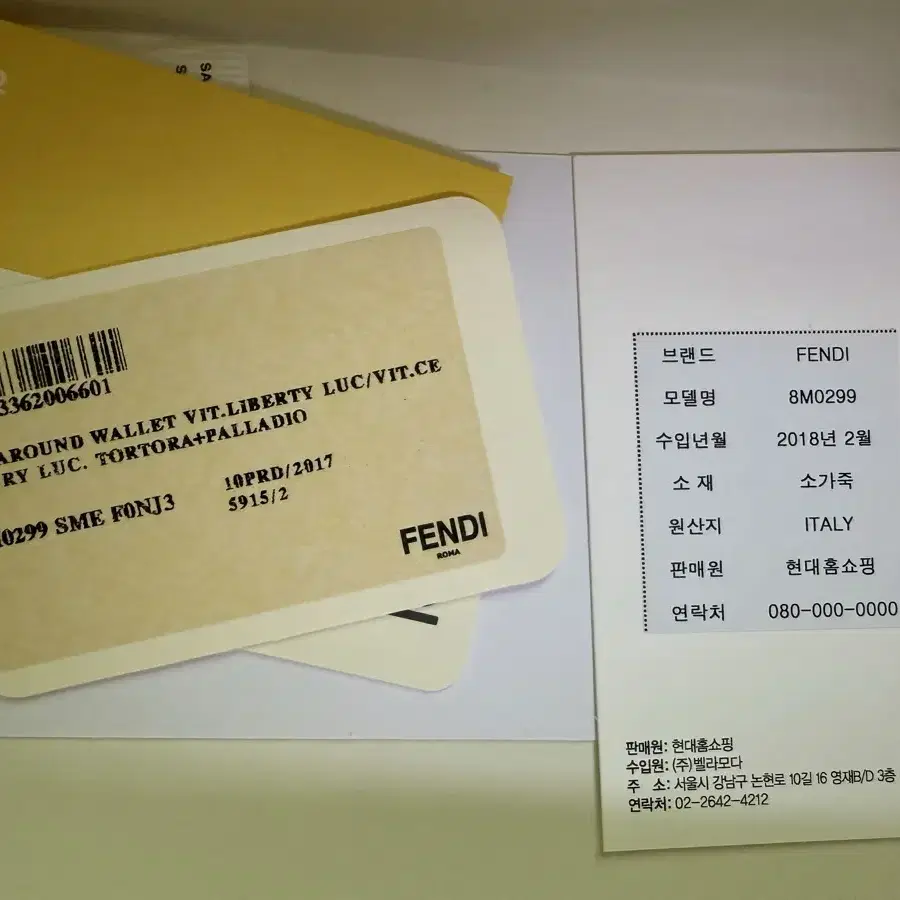 SA
S
3362006601
AROUND WALLET VIT.LIBERTY LUC/VIT.CE
RY LUC. TORTORA+PALLADIO
10PRD/2017
0299 SME F0NJ3
5915/2
FENDI
ROMA
브랜드 FENDI
모델명 8M0299
수입년월 2018년 2월
소 재 소가죽
원산지 ITALY
판매원 현대홈쇼핑
연락처 080-000-0000
판매원: 현대홈쇼핑
수입원: (주)벨라모다
주 소: 서울시 강남구 논현로 10길 16 영재B/D 3층
연락처: 02-2642-4212